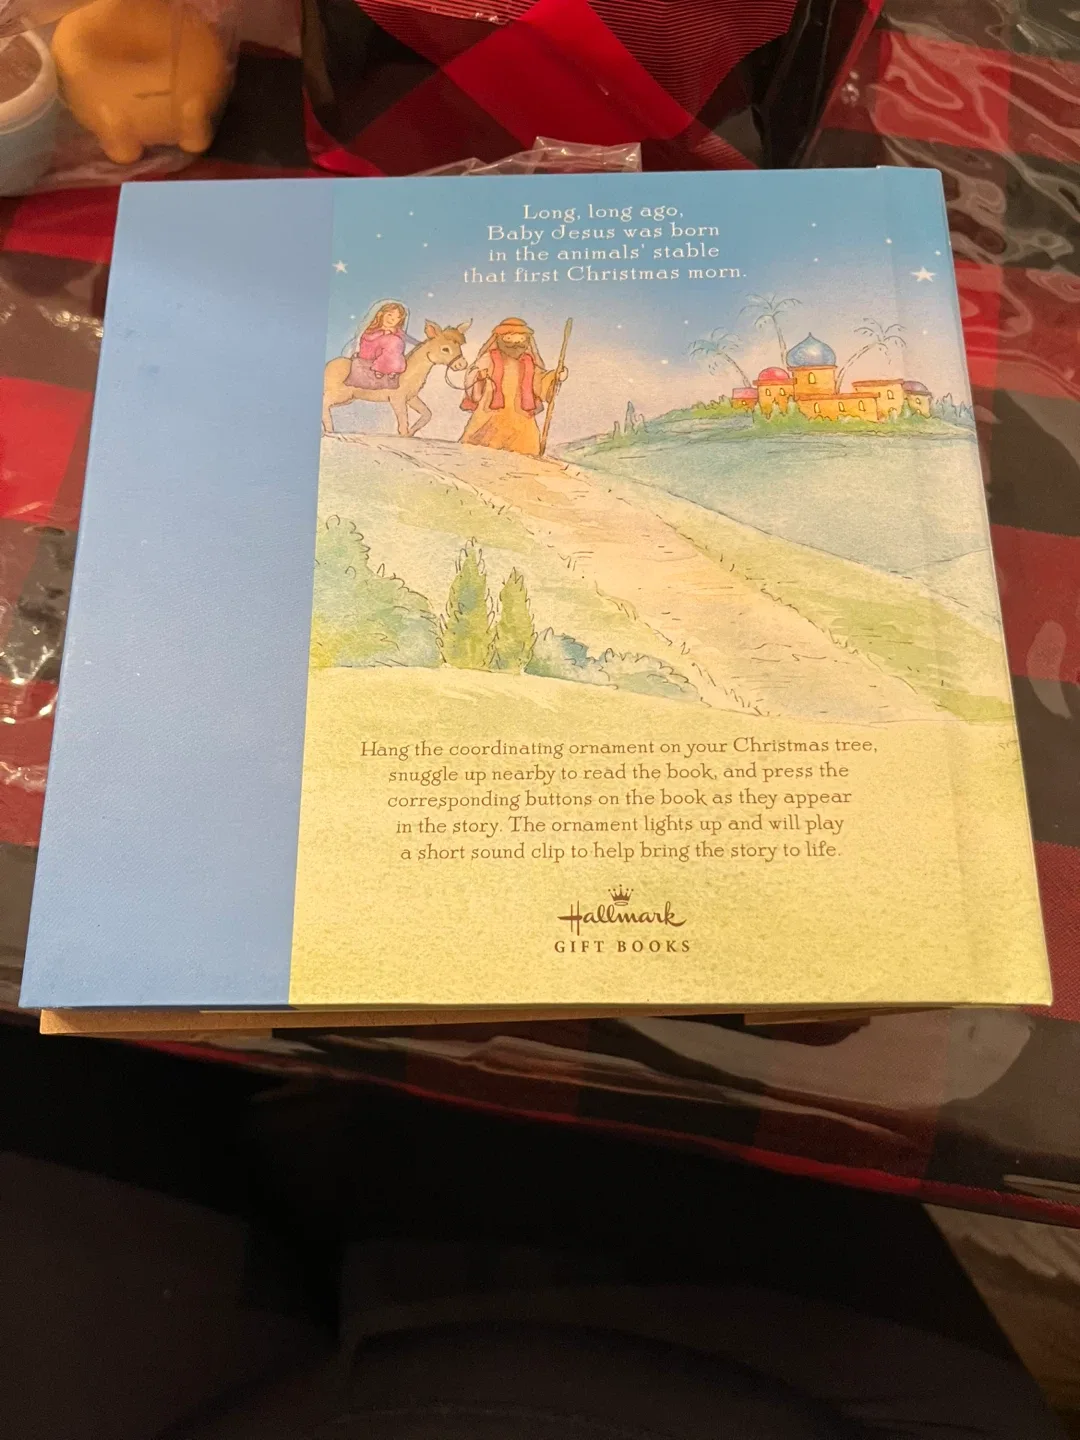 Long, long ago,
Baby Jesus was born
in the animals' stable
that first Christmas morn.
Hang the coordinating ornament on your Christmas tree,
snuggle up nearby to read the book, and press the
corresponding buttons on the book as they appear
in the story. The ornament lights up and will play
a short sound clip to help bring the story to life.
Hallmark
GIFT BOOKS